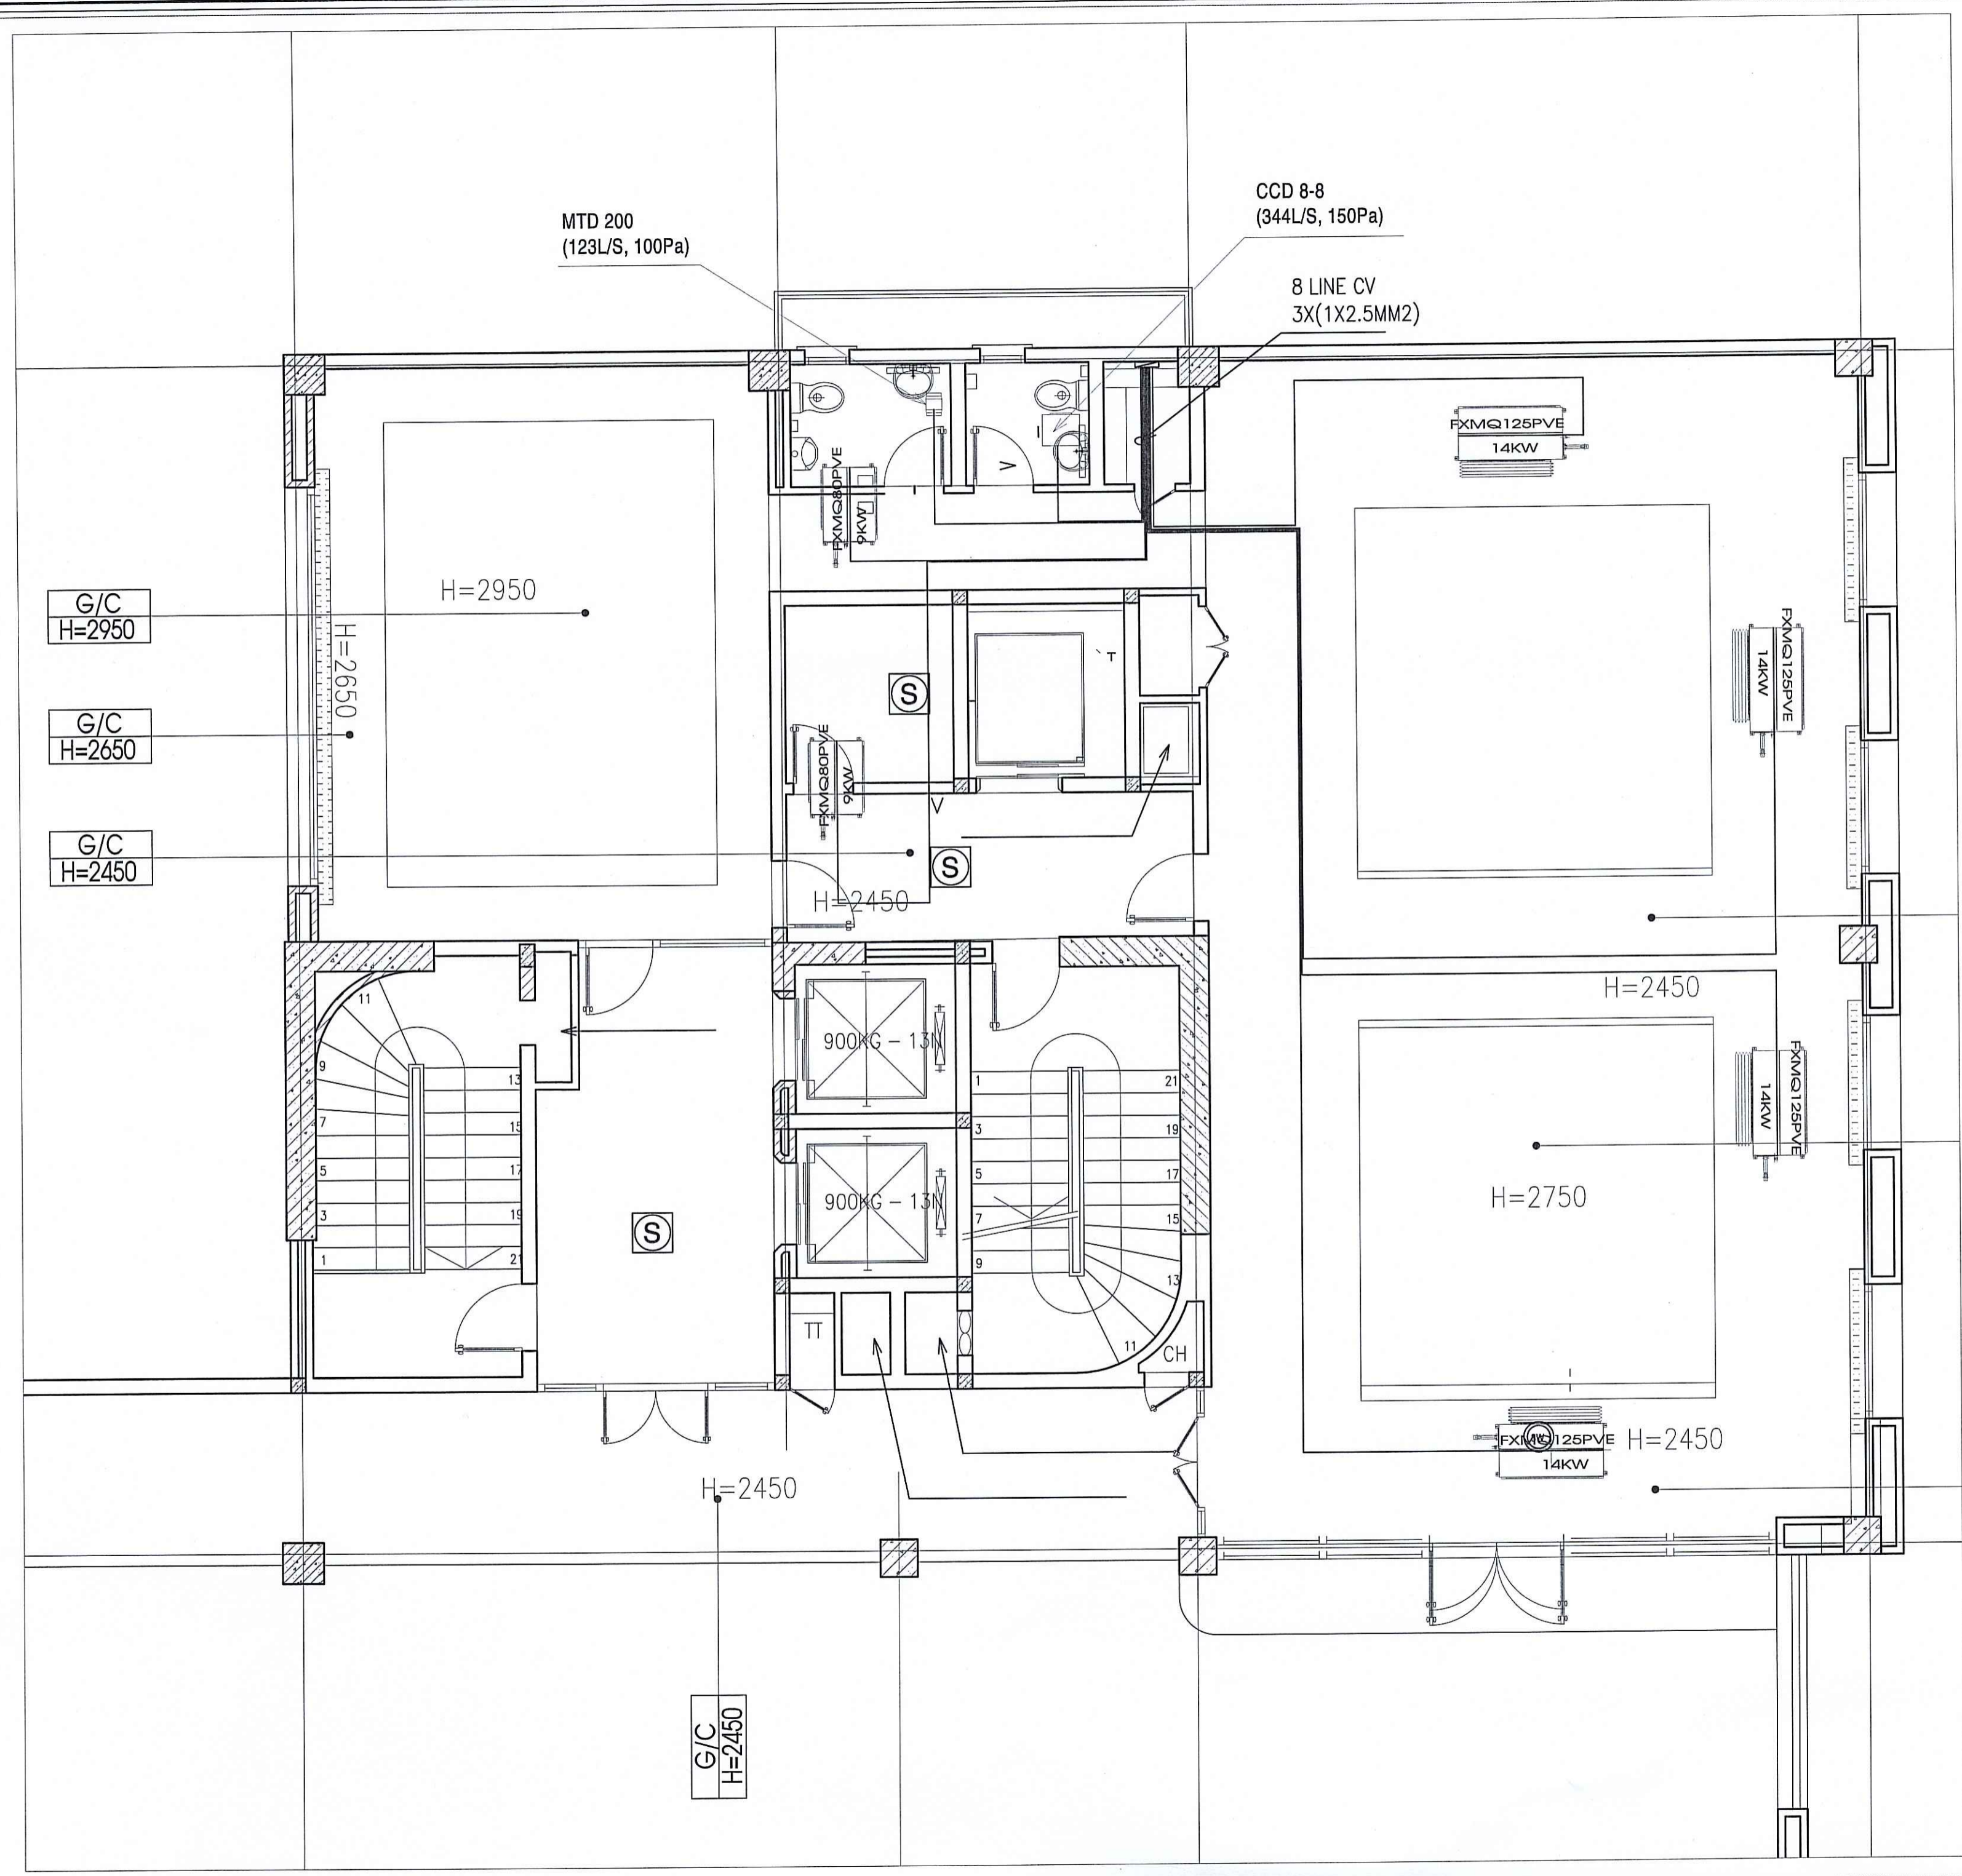 CCD 8-8
(344L/S, 150Pa)
MTD 200
(123L/S, 100Pa)
8 LINE CV
3X(1X2.5MM2)
FXMQ125PVE
14KW
FXMQ80PVE
9KW
H=2950
G/C
H=2950
H=2650
G/C
H=2650
S
T
FXMQ125PVE
14KW
FXMQ80PVE
9KW
V
V
G/C
H=2450
S
H=2450
H=2450
11
9
7
5
3
1
13
15
17
19
21
900KG - 13N
900KG - 13N
1
3
5
7
9
11
21
19
17
15
13
FXMQ125PVE
14KW
H=2750
S
TT
CH
FXMQ125PVE
14KW
H=2450
H=2450
G/C
H=2450